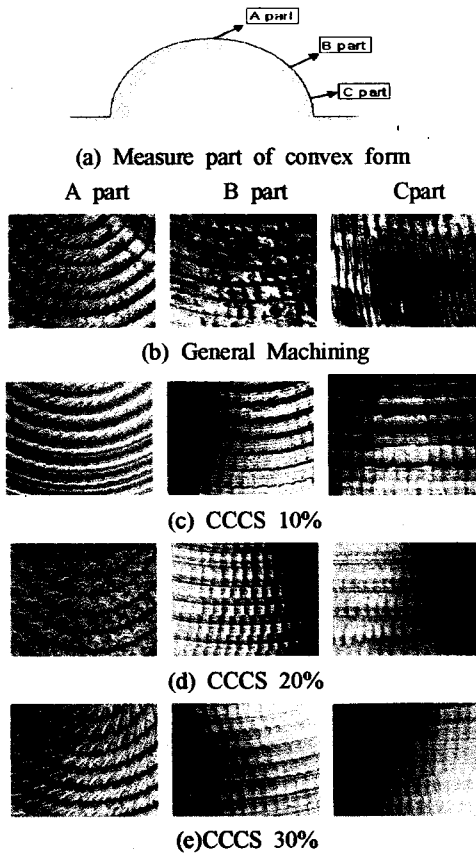 A part
B part
C part
(a) Measure part of convex form
A part B part Cpart
(b) General Machining
(c) CCCS 10%
(d) CCCS 20%
(e)CCCS 30%